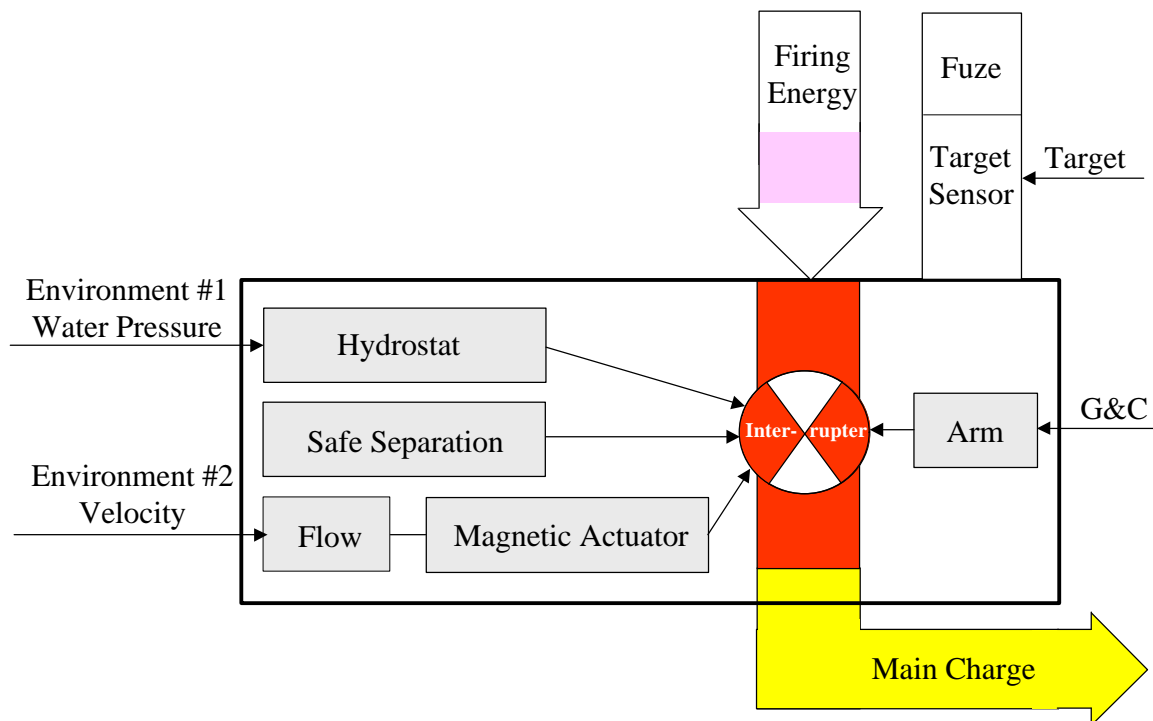 Firing
Energy
Fuze
Target
Sensor
Target
Environment #1
Water Pressure
Hydrostat
Safe Separation
Inter-
rupter
Arm
G&C
Environment #2
Velocity
Flow
Magnetic Actuator
Main Charge